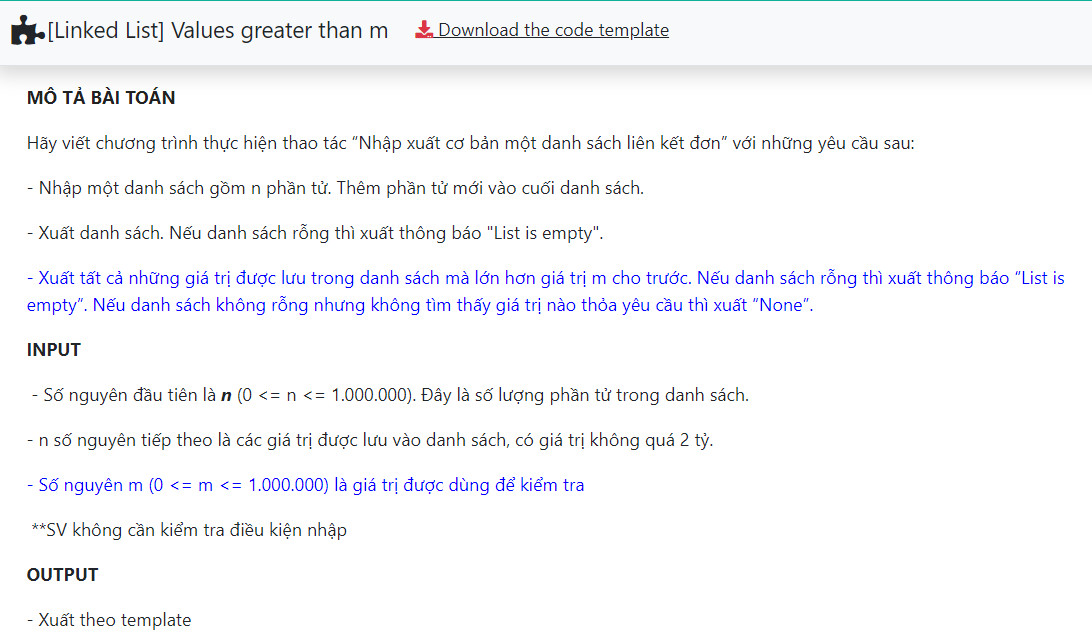 [Linked List] Values greater than m Download the code template
MÔ TẢ BÀI TOÁN
Hãy viết chương trình thực hiện thao tác “Nhập xuất cơ bản một danh sách liên kết đơn” với những yêu cầu sau:
- Nhập một danh sách gồm n phần tử. Thêm phần tử mới vào cuối danh sách.
- Xuất danh sách. Nếu danh sách rỗng thì xuất thông báo "List is empty".
- Xuất tất cả những giá trị được lưu trong danh sách mà lớn hơn giá trị m cho trước. Nếu danh sách rỗng thì xuất thông báo “List is
empty”. Nếu danh sách không rỗng nhưng không tìm thấy giá trị nào thỏa yêu cầu thì xuất “None”.
INPUT
- Số nguyên đầu tiên là n (0 <= n <= 1.000.000). Đây là số lượng phần tử trong danh sách.
- n số nguyên tiếp theo là các giá trị được lưu vào danh sách, có giá trị không quá 2 tỷ.
- Số nguyên m (0 <= m <= 1.000.000) là giá trị được dùng để kiểm tra
**SV không cần kiểm tra điều kiện nhập
OUTPUT
- Xuất theo template